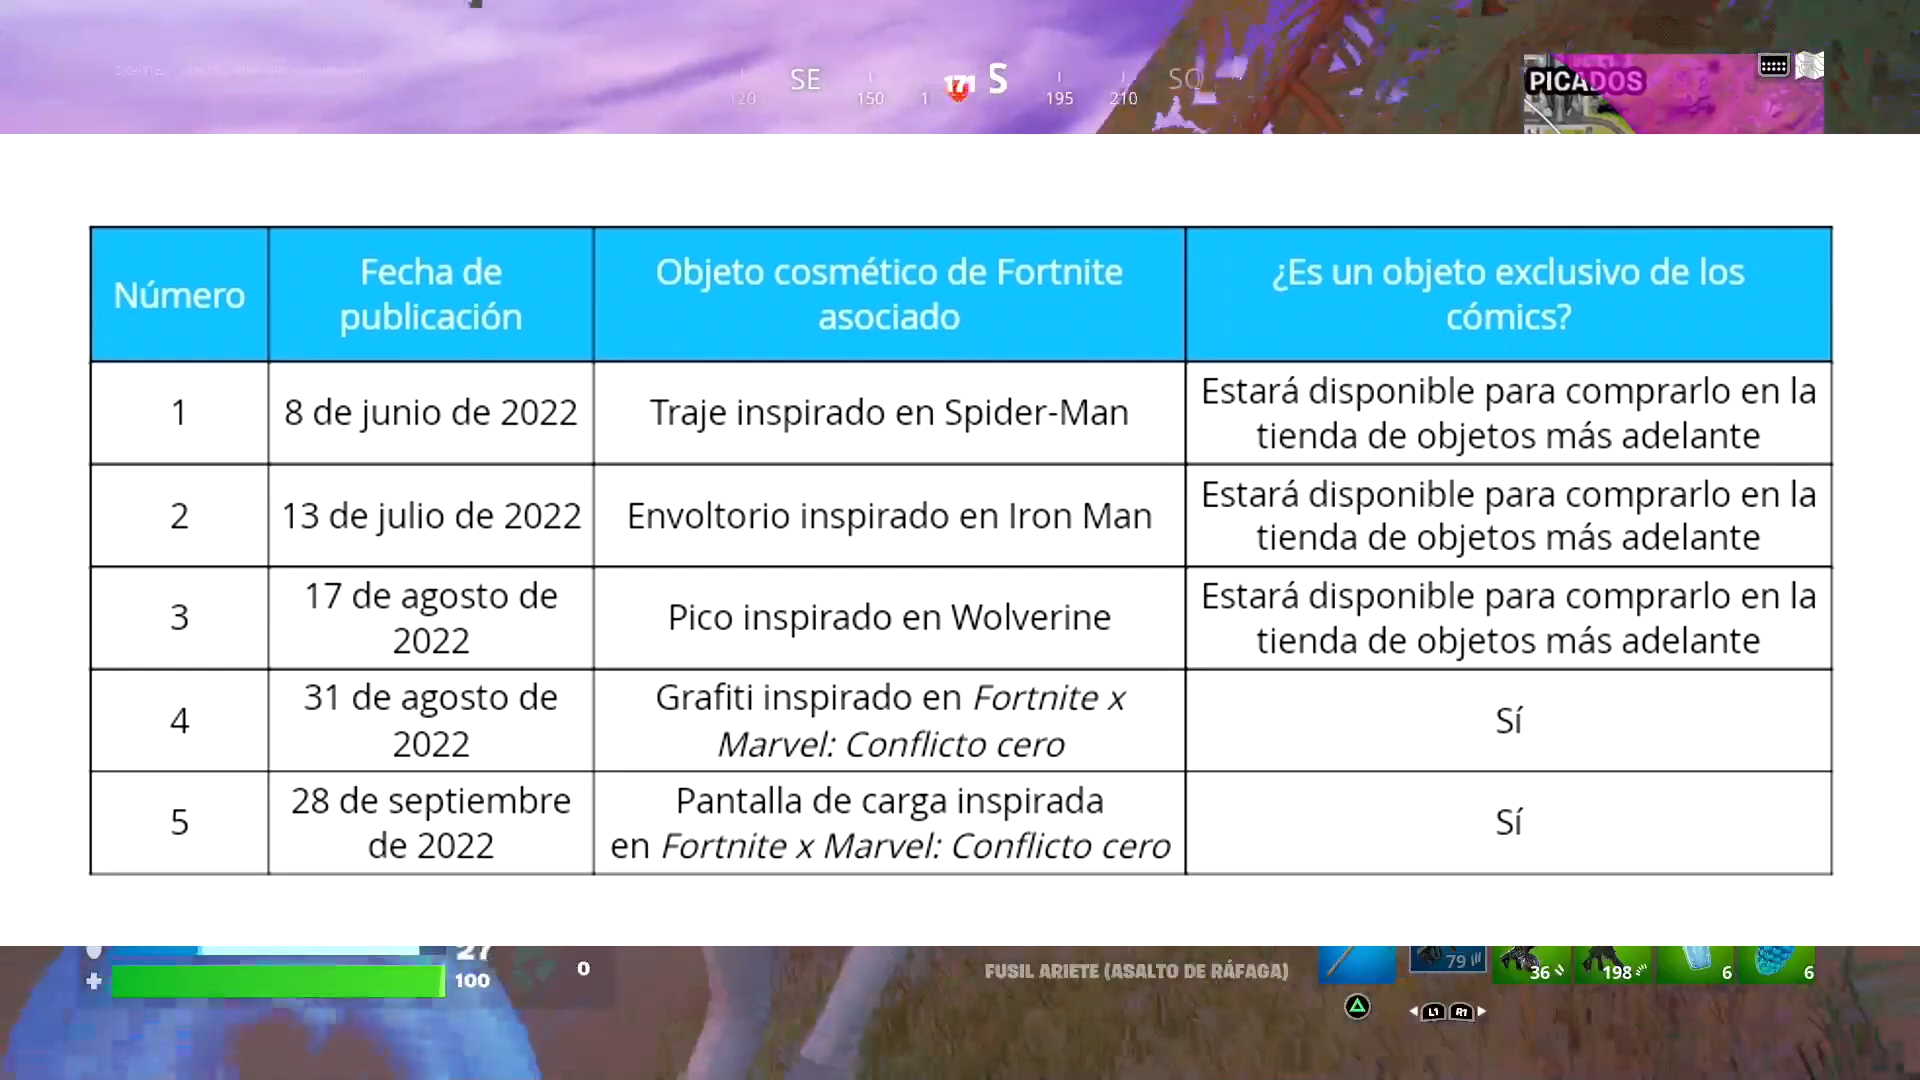 SE
S
SO
120
150
1
171
195
210
PICADOS
Número
Fecha de
publicación
Objeto cosmético de Fortnite
asociado
¿Es un objeto exclusivo de los
cómics?
1
8 de junio de 2022
Traje inspirado en Spider-Man
Estará disponible para comprarlo en la
tienda de objetos más adelante
2
13 de julio de 2022
Envoltorio inspirado en Iron Man
Estará disponible para comprarlo en la
tienda de objetos más adelante
3
17 de agosto de
2022
Pico inspirado en Wolverine
Estará disponible para comprarlo en la
tienda de objetos más adelante
4
31 de agosto de
2022
Grafiti inspirado en Fortnite x
Marvel: Conflicto cero
Sí
5
28 de septiembre
de 2022
Pantalla de carga inspirada
en Fortnite x Marvel: Conflicto cero
Sí
27
100
0
FUSIL ARIETE (ASALTO DE RÁFAGA)
79
36
198
6
6
L1
R1